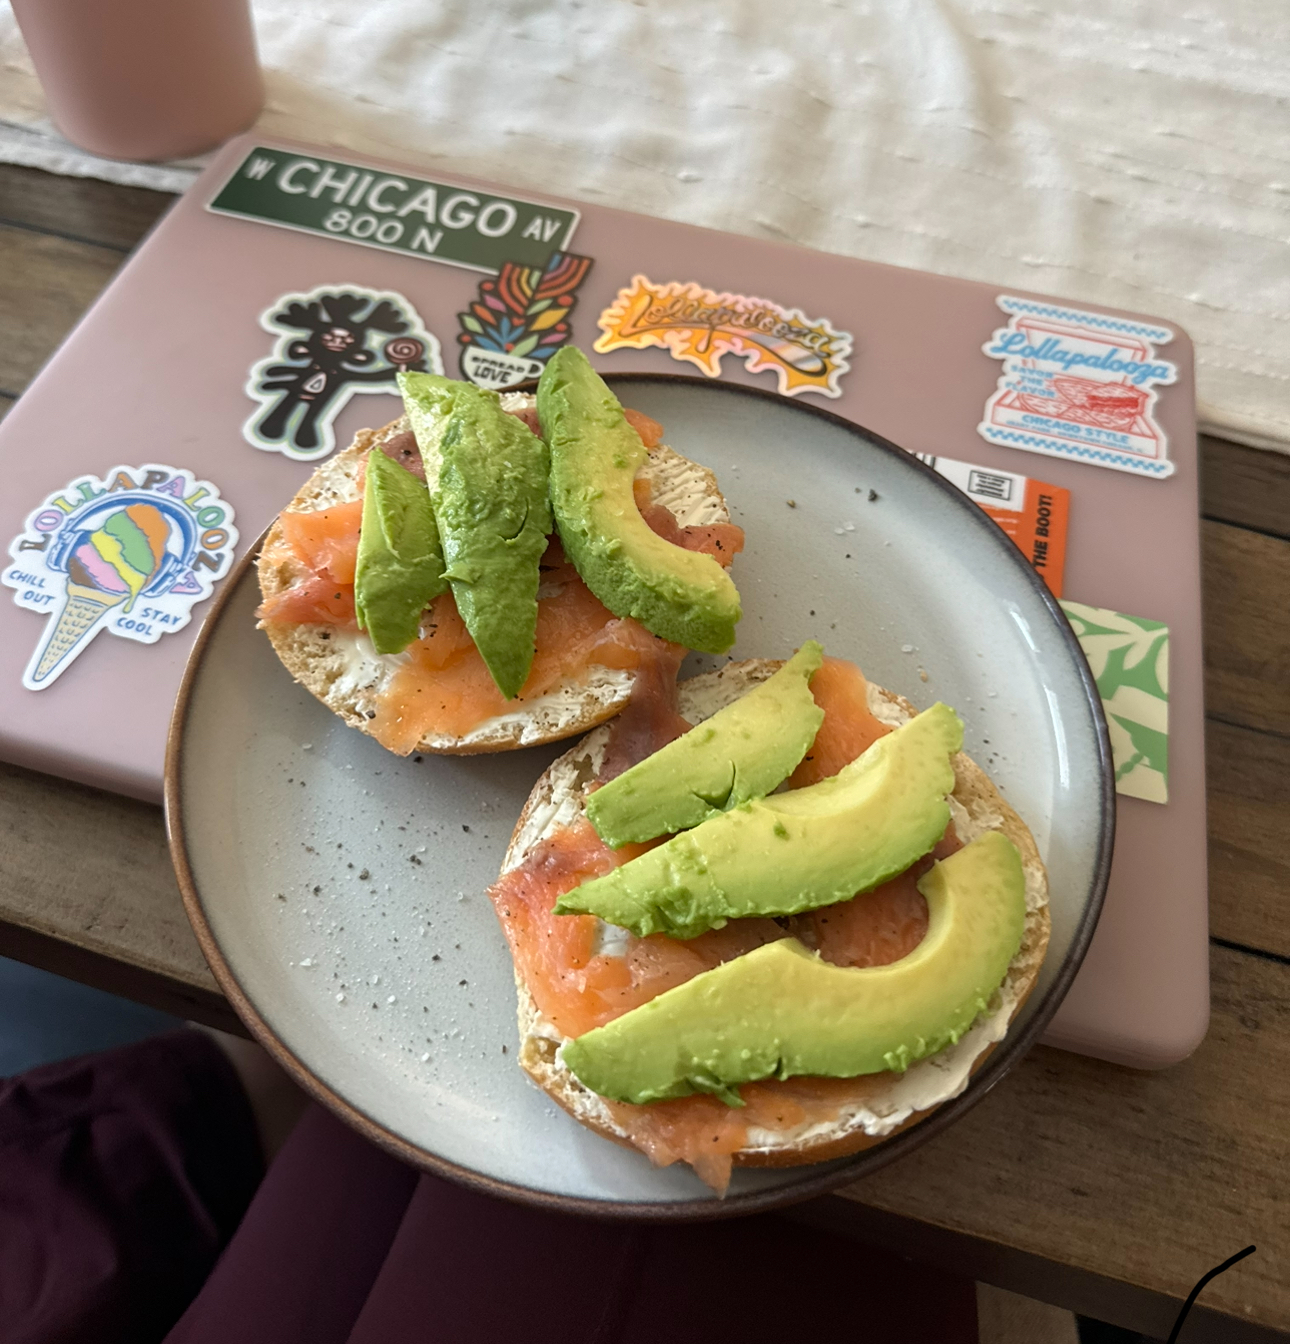 W CHICAGO AV
800 N
SPREAD
LOVE
Lollapalooza
Lollapalooza
SAVOR
THE
FLAVOR
CHICAGO STYLE
LOLLAPALOOZA
CHILL
OUT
STAY
COOL
THE BOOT!